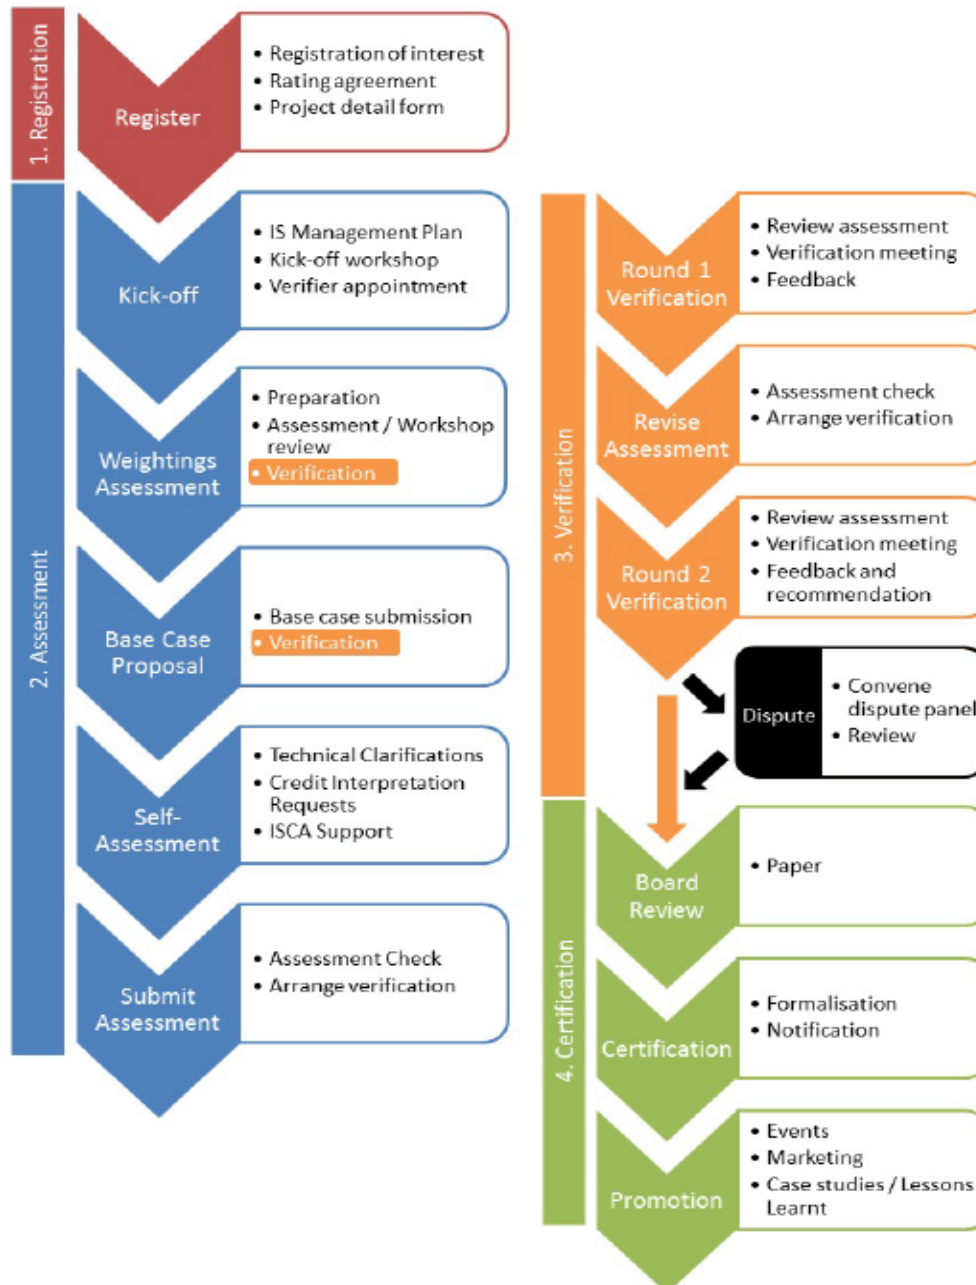 1. Registration
Register
• Registration of interest
• Rating agreement
• Project detail form
2. Assessment
Kick-off
• IS Management Plan
• Kick-off workshop
• Verifier appointment
Weightings
Assessment
• Preparation
• Assessment / Workshop
review
• Verification
Base Case
Proposal
• Base case submission
• Verification
Self-
Assessment
• Technical Clarifications
• Credit Interpretation
Requests
• ISCA Support
Submit
Assessment
• Assessment Check
• Arrange verification
3. Verification
Round 1
Verification
• Review assessment
• Verification meeting
• Feedback
Revise
Assessment
• Assessment check
• Arrange verification
Round 2
Verification
• Review assessment
• Verification meeting
• Feedback and
recommendation
Dispute
• Convene
dispute panel
• Review
4. Certification
Board
Review
• Paper
Certification
• Formalisation
• Notification
Promotion
• Events
• Marketing
• Case studies / Lessons
Learnt